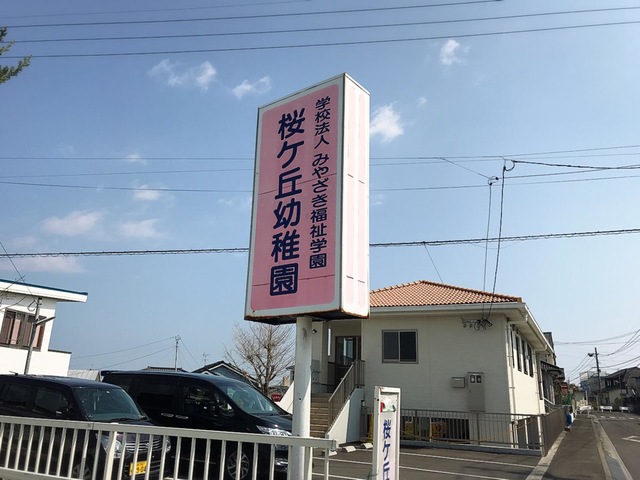 学校法人 みやざき福祉学園
桜ケ丘幼稚園
桜ケ丘